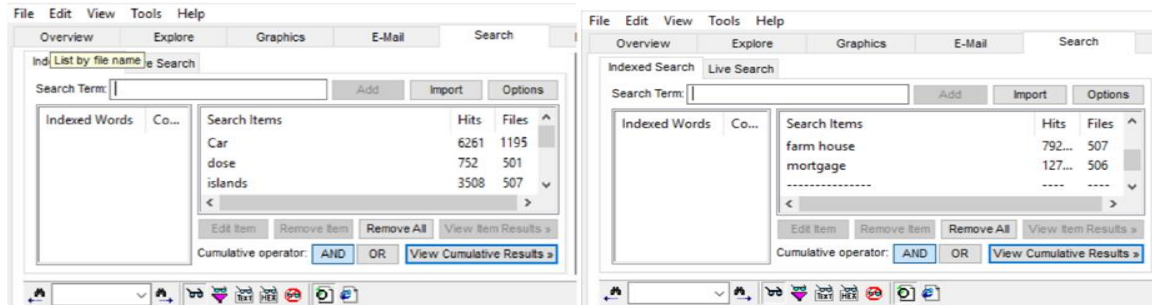 File Edit View Tools Help
Overview Explore Graphics E-Mail Search
List by file name
Search Term: Add Import Options
Indexed Words Co... Search Items Hits Files
Car 6261 1195
dose 752 501
islands 3508 507
Edit Item Remove Item Remove All View Item Results »
Cumulative operator: AND OR View Cumulative Results »
TEXT HEX
File Edit View Tools Help
Overview Explore Graphics E-Mail Search
Indexed Search Live Search
Search Term: Add Import Options
Indexed Words Co... Search Items Hits Files
farm house 792... 507
mortgage 127... 506
--------------- ---- ----
Edit Item Remove Item Remove All View Item Results »
Cumulative operator: AND OR View Cumulative Results »
TEXT HEX